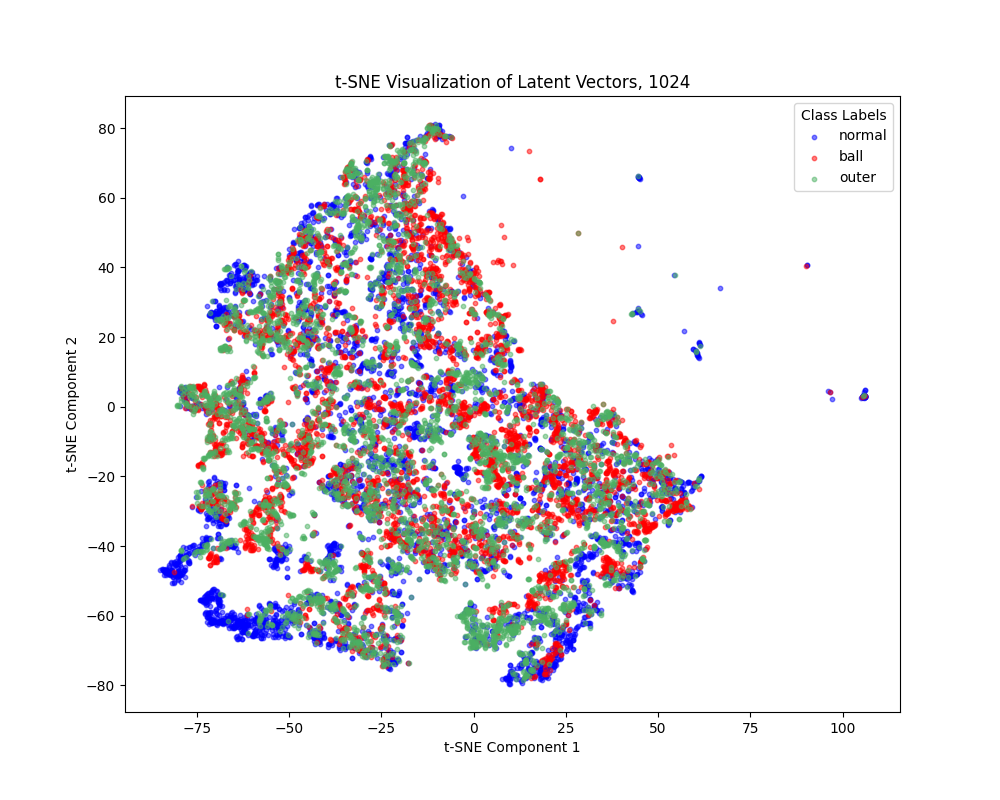 t-SNE Visualization of Latent Vectors, 1024
Class Labels
normal
ball
outer
80
60
40
20
0
−20
−40
−60
−80
t-SNE Component 2
−75
−50
−25
0
25
50
75
100
t-SNE Component 1